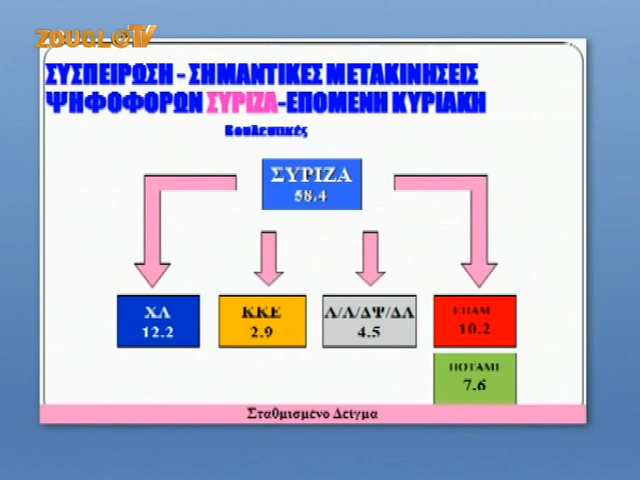 ZOUGL@TV
ΣΥΣΠΕΙΡΩΣΗ - ΣΗΜΑΝΤΙΚΕΣ ΜΕΤΑΚΙΝΗΣΕΙΣ
ΨΗΦΟΦΟΡΩΝ ΣΥΡΙΖΑ-ΕΠΟΜΕΝΗ ΚΥΡΙΑΚΗ
Βουλευτικές
ΣΥΡΙΖΑ
58.4
ΧΑ ΚΚΕ Λ/Λ/ΔΨ/ΔΑ ΕΠΑΜ
12.2 2.9 4.5 10.2
ΠΟΤΑΜΙ
7.6
Σταθμισμένο Δείγμα